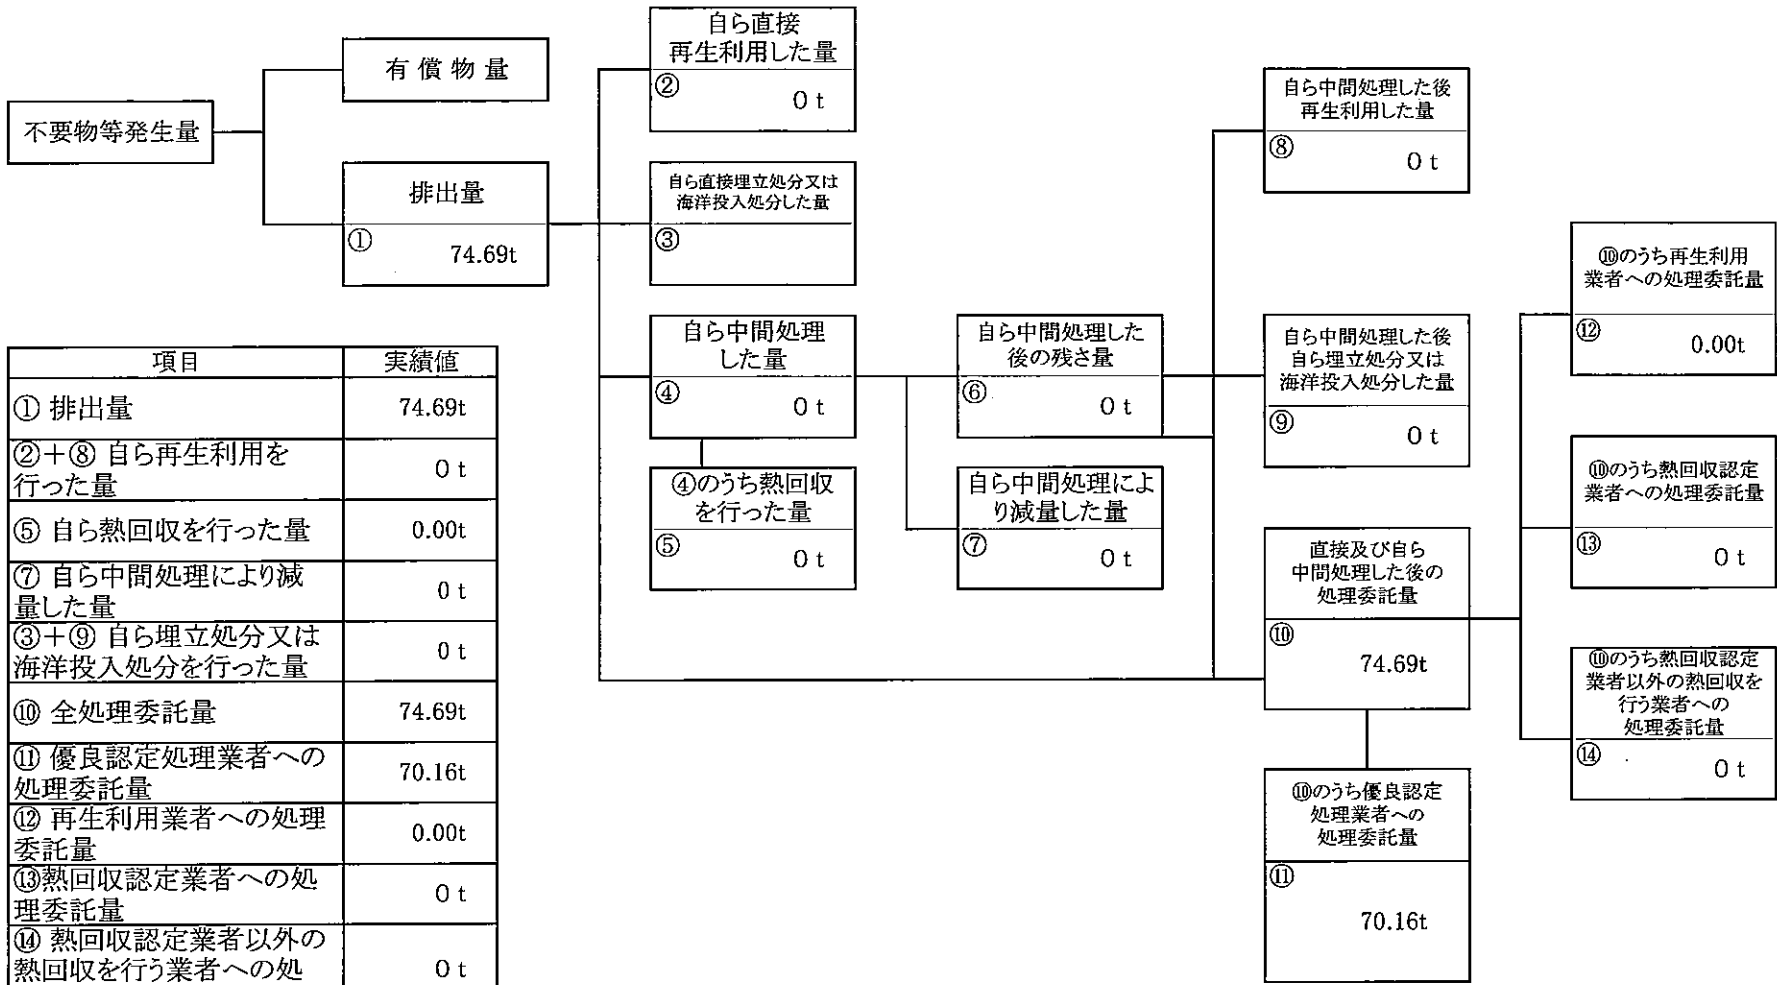 不要物等発生量
有 償 物 量
排出量
①
74.69t
自ら直接
再生利用した量
②
0 t
自ら直接埋立処分又は
海洋投入処分した量
③
自ら中間処理
した量
④
0 t
④のうち熱回収
を行った量
⑤
0 t
自ら中間処理した
後の残さ量
⑥
0 t
自ら中間処理によ
り減量した量
⑦
0 t
自ら中間処理した後
再生利用した量
⑧
0 t
自ら中間処理した後
自ら埋立処分又は
海洋投入処分した量
⑨
0 t
直接及び自ら
中間処理した後の
処理委託量
⑩
74.69t
⑩のうち優良認定
処理業者への
処理委託量
⑪
70.16t
⑩のうち再生利用
業者への処理委託量
⑫
0.00t
⑩のうち熱回収認定
業者への処理委託量
⑬
0 t
⑩のうち熱回収認定
業者以外の熱回収を
行う業者への
処理委託量
⑭
0 t
項目 実績値
① 排出量 74.69t
②＋⑧ 自ら再生利用を
行った量 0 t
⑤ 自ら熱回収を行った量 0.00t
⑦ 自ら中間処理により減
量した量 0 t
③＋⑨ 自ら埋立処分又は
海洋投入処分を行った量 0 t
⑩ 全処理委託量 74.69t
⑪ 優良認定処理業者への
処理委託量 70.16t
⑫ 再生利用業者への処理
委託量 0.00t
⑬熱回収認定業者への処
理委託量 0 t
⑭ 熱回収認定業者以外の
熱回収を行う業者への処 0 t